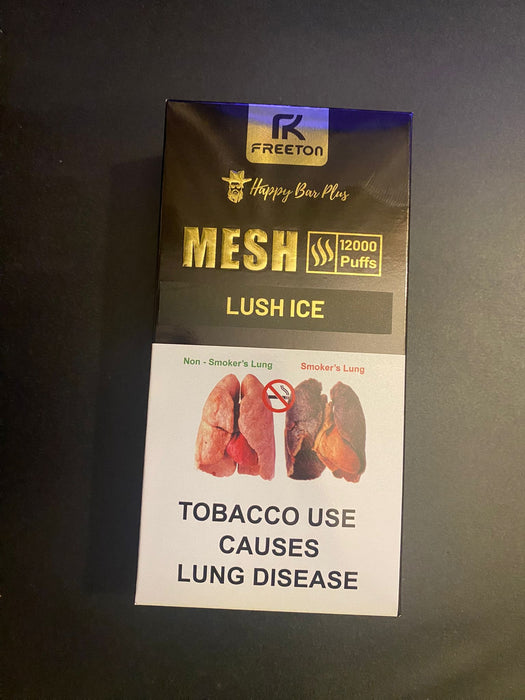 FREETON
Happy Bar Plus
MESH
12000
Puffs
LUSH ICE
Non - Smoker's Lung
Smoker's Lung
TOBACCO USE
CAUSES
LUNG DISEASE